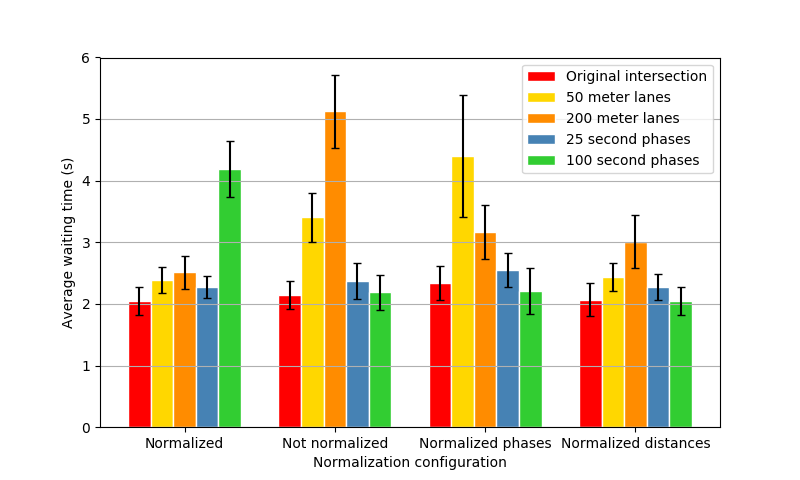 6
5
4
3
2
1
0
Average waiting time (s)
Original intersection
50 meter lanes
200 meter lanes
25 second phases
100 second phases
Normalized
Not normalized
Normalized phases
Normalized distances
Normalization configuration